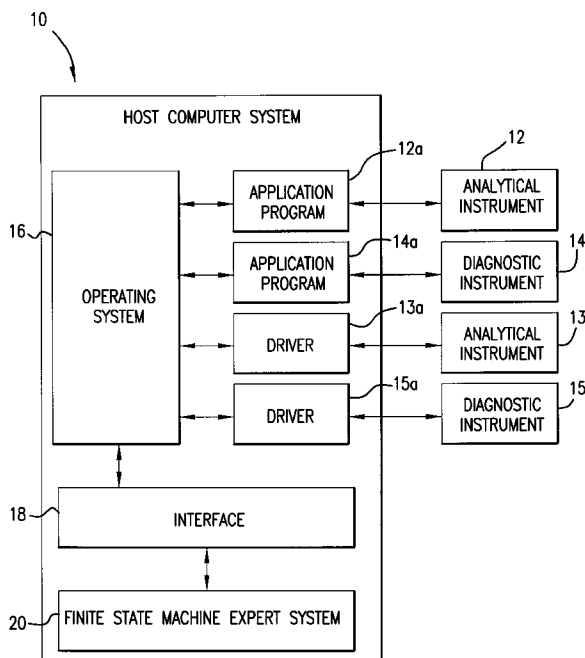 10
HOST COMPUTER SYSTEM
12a
12
APPLICATION
PROGRAM
ANALYTICAL
INSTRUMENT
16
14a
14
APPLICATION
PROGRAM
DIAGNOSTIC
INSTRUMENT
OPERATING
SYSTEM
13a
13
DRIVER
ANALYTICAL
INSTRUMENT
15a
15
DRIVER
DIAGNOSTIC
INSTRUMENT
18
INTERFACE
20
FINITE STATE MACHINE EXPERT SYSTEM